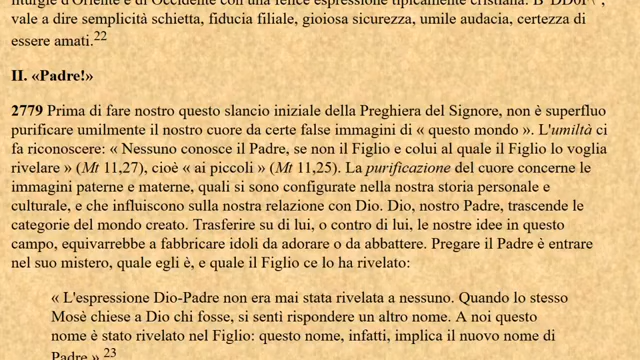 liturgie d'Oriente e di Occidente con una felice espressione tipicamente cristiana:
vale a dire semplicità schietta, fiducia filiale, gioiosa sicurezza, umile audacia, certezza di
essere amati.22
II. «Padre!»
2779 Prima di fare nostro questo slancio iniziale della Preghiera del Signore, non è superfluo
purificare umilmente il nostro cuore da certe false immagini di « questo mondo ». L'umiltà ci
fa riconoscere: « Nessuno conosce il Padre, se non il Figlio e colui al quale il Figlio lo voglia
rivelare » (Mt 11,27), cioè « ai piccoli » (Mt 11,25). La purificazione del cuore concerne le
immagini paterne e materne, quali si sono configurate nella nostra storia personale e
culturale, e che influiscono sulla nostra relazione con Dio. Dio, nostro Padre, trascende le
categorie del mondo creato. Trasferire su di lui, o contro di lui, le nostre idee in questo
campo, equivarrebbe a fabbricare idoli da adorare o da abbattere. Pregare il Padre è entrare
nel suo mistero, quale egli è, e quale il Figlio ce lo ha rivelato:
« L'espressione Dio-Padre non era mai stata rivelata a nessuno. Quando lo stesso
Mosè chiese a Dio chi fosse, si sentì rispondere un altro nome. A noi questo
nome è stato rivelato nel Figlio: questo nome, infatti, implica il nuovo nome di
Padre ».23